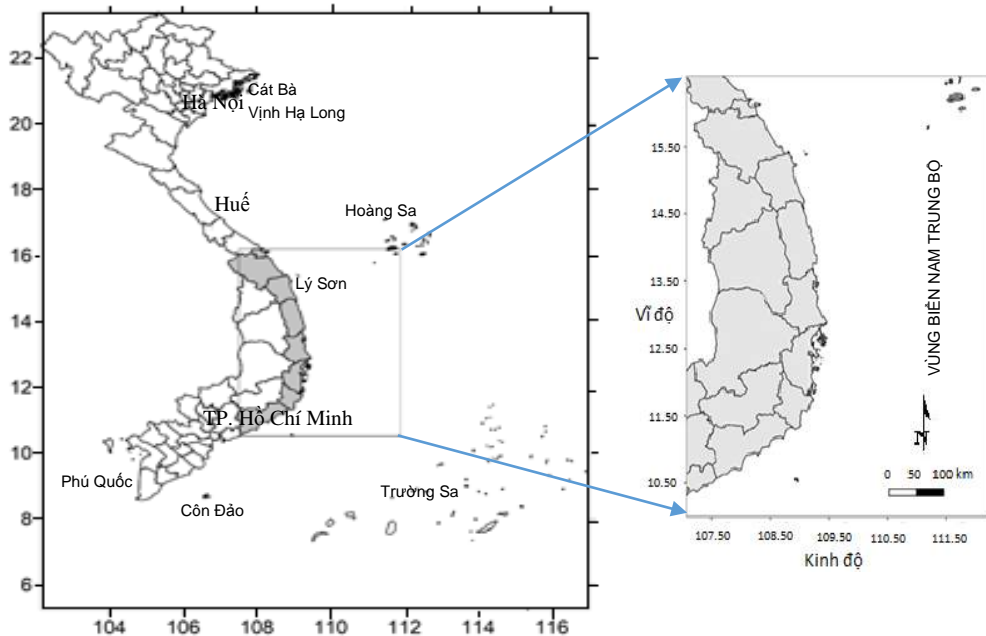 22
20
18
16
14
12
10
8
6
104
106
108
110
112
114
116
Cát Bà
Hà Nội
Vịnh Hạ Long
Huế
Hoàng Sa
Lý Sơn
TP. Hồ Chí Minh
Phú Quốc
Côn Đảo
Trường Sa
15.50
14.50
13.50
Vĩ độ
12.50
11.50
10.50
107.50
108.50
109.50
110.50
111.50
Kinh độ
VÙNG BIỂN NAM TRUNG BỘ
N
0 50 100 km